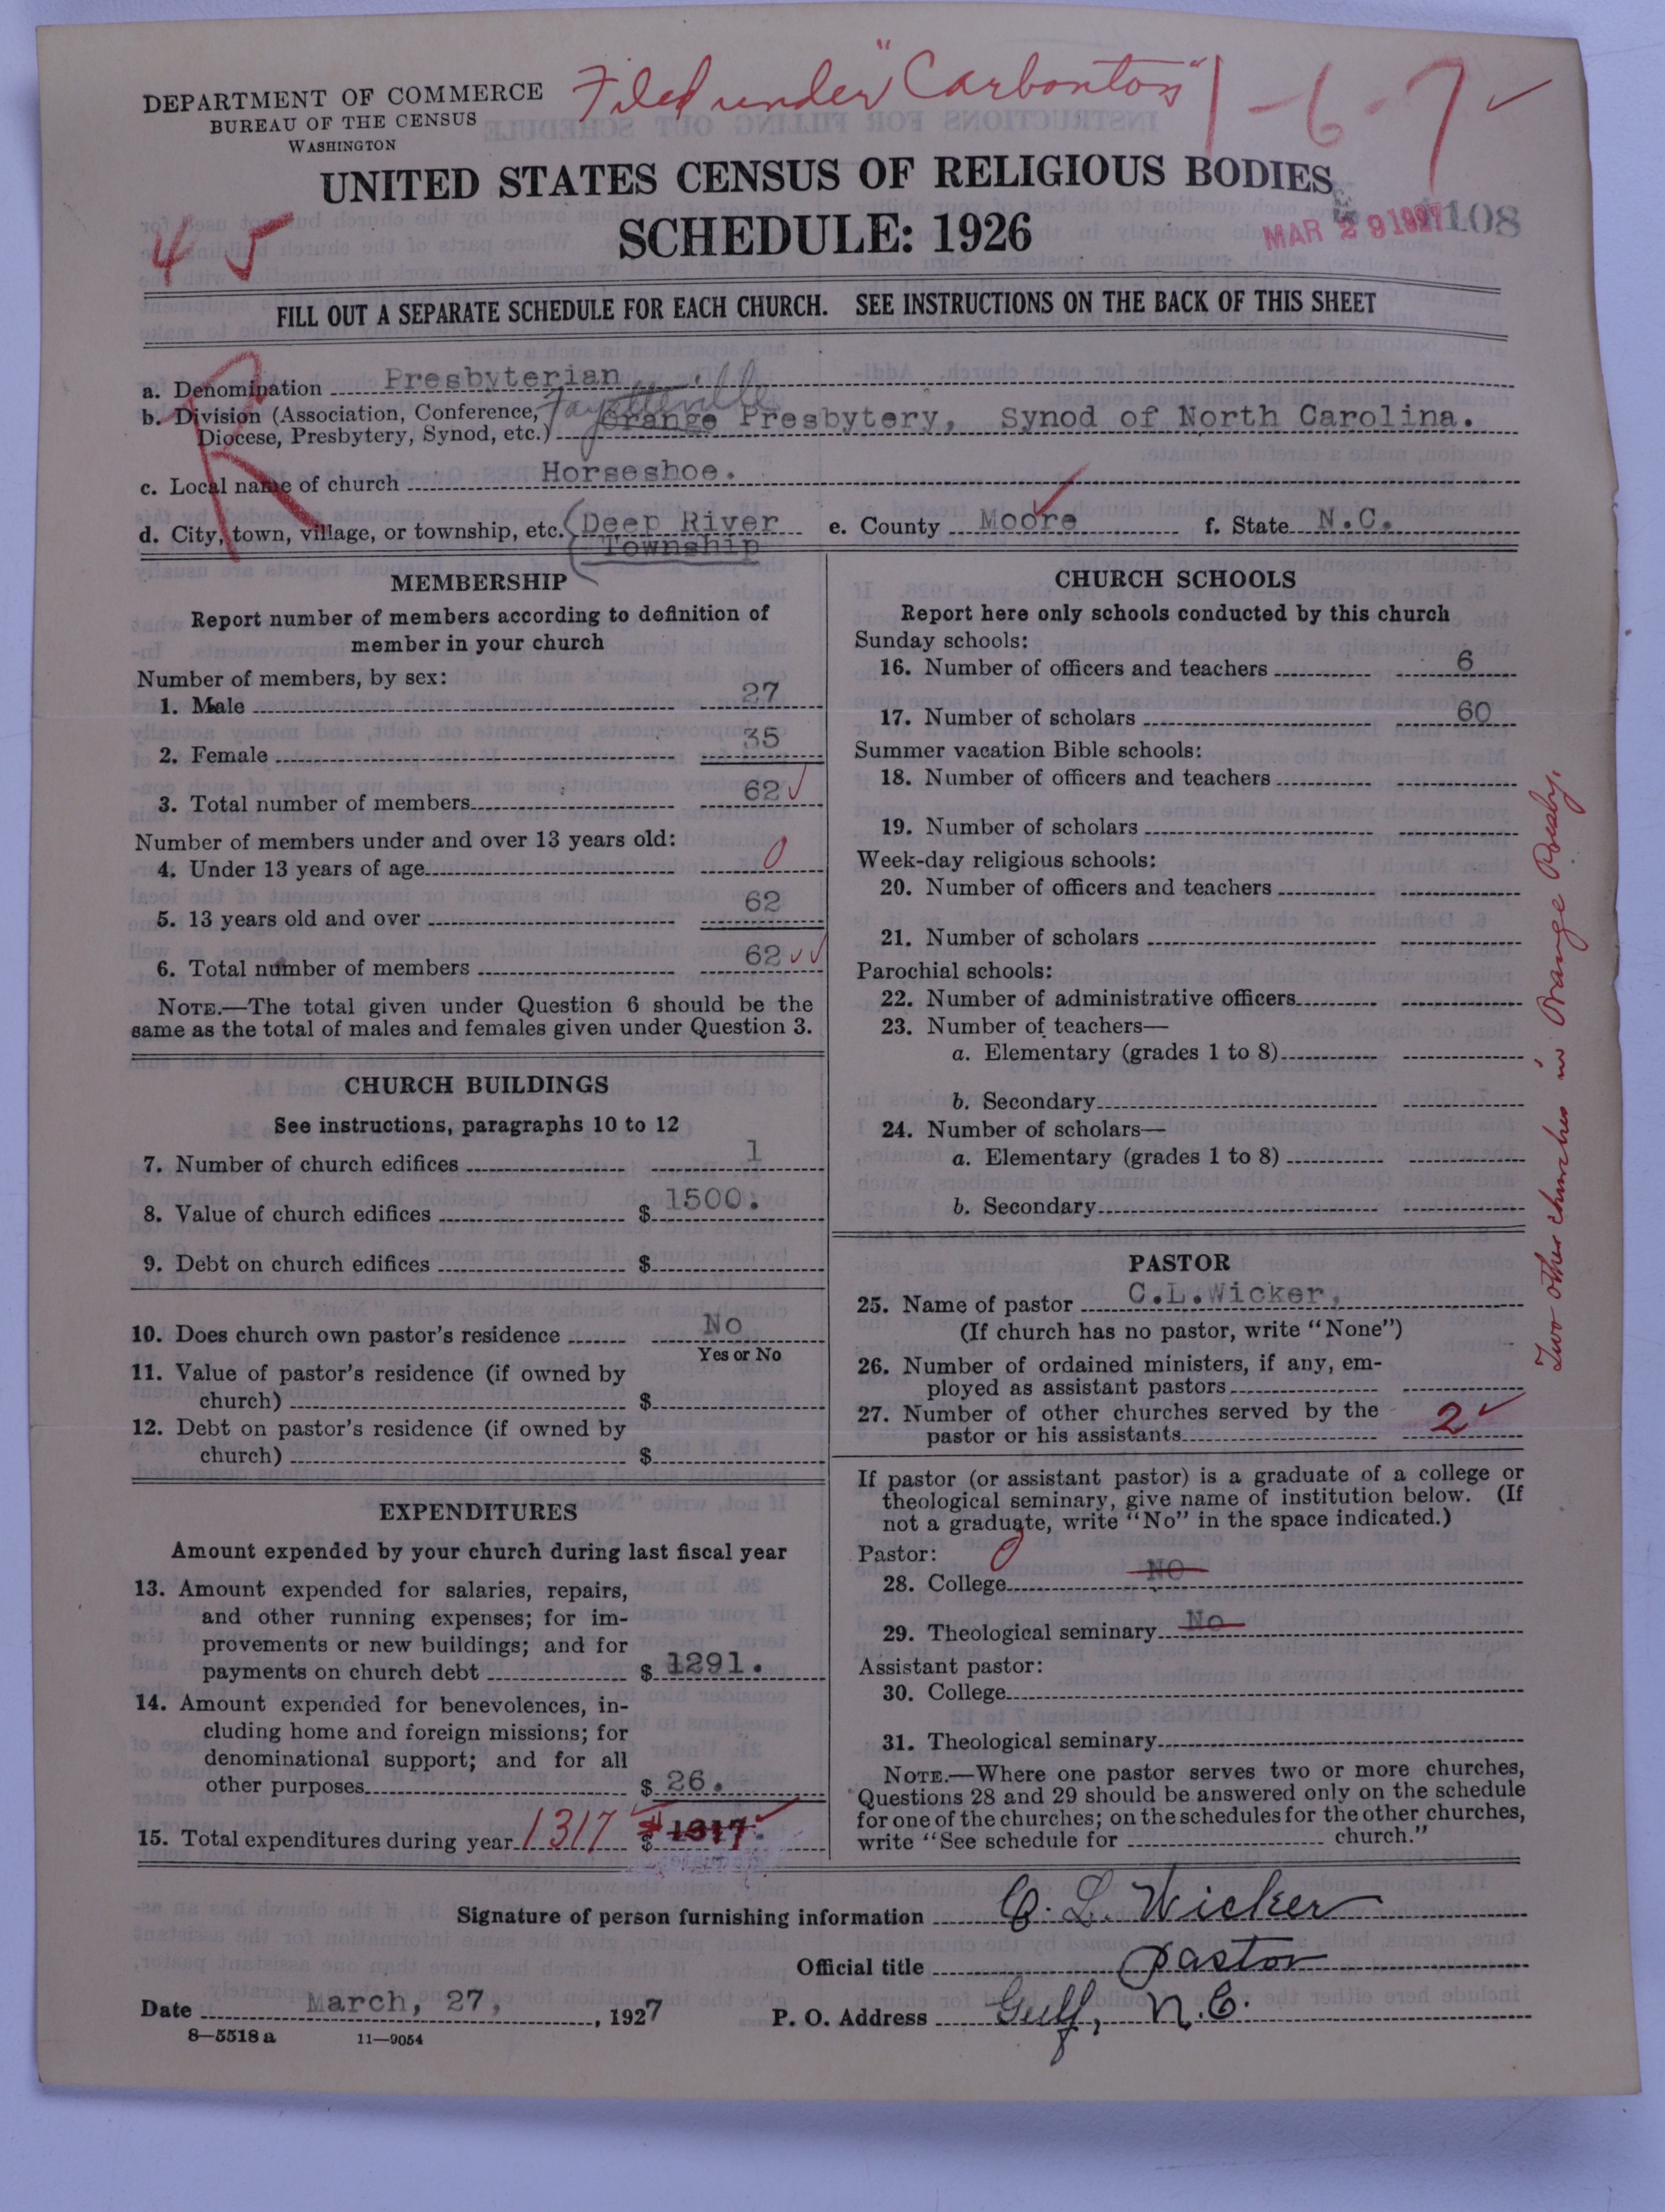 Filed under "Carbonton" 1-6-7 ✓
DEPARTMENT OF COMMERCE
BUREAU OF THE CENSUS
WASHINGTON
UNITED STATES CENSUS OF RELIGIOUS BODIES
45
SCHEDULE: 1926
MAR 29 1927
108
FILL OUT A SEPARATE SCHEDULE FOR EACH CHURCH. SEE INSTRUCTIONS ON THE BACK OF THIS SHEET
R
a. Denomination Presbyterian
b. Division (Association, Conference, Fayetteville
Diocese, Presbytery, Synod, etc.) Orange Presbytery, Synod of North Carolina.
c. Local name of church Horseshoe.
d. City, town, village, or township, etc. (Deep River e. County Moore f. State N.C.
Township
MEMBERSHIP
Report number of members according to definition of
member in your church
Number of members, by sex:
1. Male 27
2. Female 35
3. Total number of members 62 ✓
Number of members under and over 13 years old:
4. Under 13 years of age 0
5. 13 years old and over 62
6. Total number of members 62 ✓✓
NOTE.—The total given under Question 6 should be the
same as the total of males and females given under Question 3.
CHURCH BUILDINGS
See instructions, paragraphs 10 to 12
7. Number of church edifices 1
8. Value of church edifices $ 1500.
9. Debt on church edifices $
10. Does church own pastor's residence No
Yes or No
11. Value of pastor's residence (if owned by
church) $
12. Debt on pastor's residence (if owned by
church) $
EXPENDITURES
Amount expended by your church during last fiscal year
13. Amount expended for salaries, repairs,
and other running expenses; for im-
provements or new buildings; and for
payments on church debt $ 1291.
14. Amount expended for benevolences, in-
cluding home and foreign missions; for
denominational support; and for all
other purposes $ 26.
15. Total expenditures during year 1317 ✓ $ 1317.
CHURCH SCHOOLS
Report here only schools conducted by this church
Sunday schools:
16. Number of officers and teachers 6
17. Number of scholars 60
Summer vacation Bible schools:
18. Number of officers and teachers
19. Number of scholars
Week-day religious schools:
20. Number of officers and teachers
21. Number of scholars
Parochial schools:
22. Number of administrative officers
23. Number of teachers—
a. Elementary (grades 1 to 8)
b. Secondary
24. Number of scholars—
a. Elementary (grades 1 to 8)
b. Secondary
PASTOR
25. Name of pastor C.L.Wicker,
(If church has no pastor, write "None")
26. Number of ordained ministers, if any, em-
ployed as assistant pastors
27. Number of other churches served by the
pastor or his assistants 2 ✓
If pastor (or assistant pastor) is a graduate of a college or
theological seminary, give name of institution below. (If
not a graduate, write "No" in the space indicated.)
Pastor: 0
28. College NO
29. Theological seminary No
Assistant pastor:
30. College
31. Theological seminary
NOTE.—Where one pastor serves two or more churches,
Questions 28 and 29 should be answered only on the schedule
for one of the churches; on the schedules for the other churches,
write "See schedule for church."
Two other churches in Orange Presby.
Signature of person furnishing information C. L. Wicker
Official title Pastor
Date March, 27, , 1927 P. O. Address Gulf, N.C.
8—5518 a 11—9054